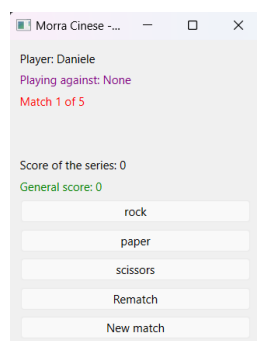 Morra Cinese -...
Player: Daniele
Playing against: None
Match 1 of 5
Score of the series: 0
General score: 0
rock
paper
scissors
Rematch
New match